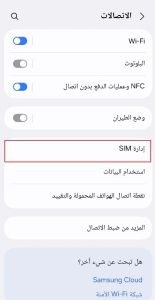 الاتصالات
Wi-Fi
البلوتوث
NFC وعمليات الدفع بدون اتصال
وضع الطيران
إدارة SIM
استخدام البيانات
نقطة اتصال الهواتف المحمولة والتقييد
المزيد من ضبط الاتصال
هل تبحث عن شيء آخر؟
Samsung Cloud
شبكة Wi-Fi الآمنة